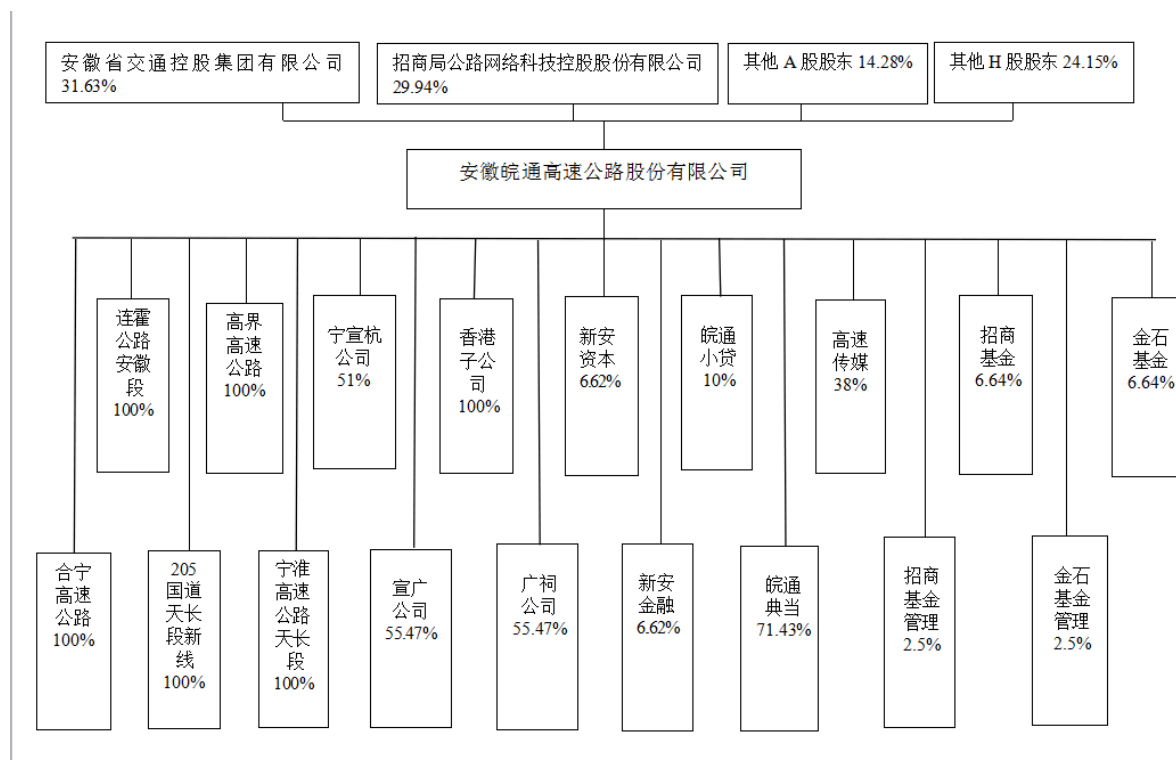 安徽省交通控股集团有限公司
31.63%
招商局公路网络科技控股股份有限公司
29.94%
其他 A 股股东 14.28%
其他 H 股股东 24.15%
安徽皖通高速公路股份有限公司
连霍
公路
安徽
段
100%
高界
高速
公路
100%
宁宣杭
公司
51%
香港
子公
司
100%
新安
资本
6.62%
皖通
小贷
10%
高速
传媒
38%
招商
基金
6.64%
金石
基金
6.64%
合宁
高速
公路
100%
205
国道
天长
段新
线
100%
宁淮
高速
公路
天长
段
100%
宣广
公司
55.47%
广祠
公司
55.47%
新安
金融
6.62%
皖通
典当
71.43%
招商
基金
管理
2.5%
金石
基金
管理
2.5%